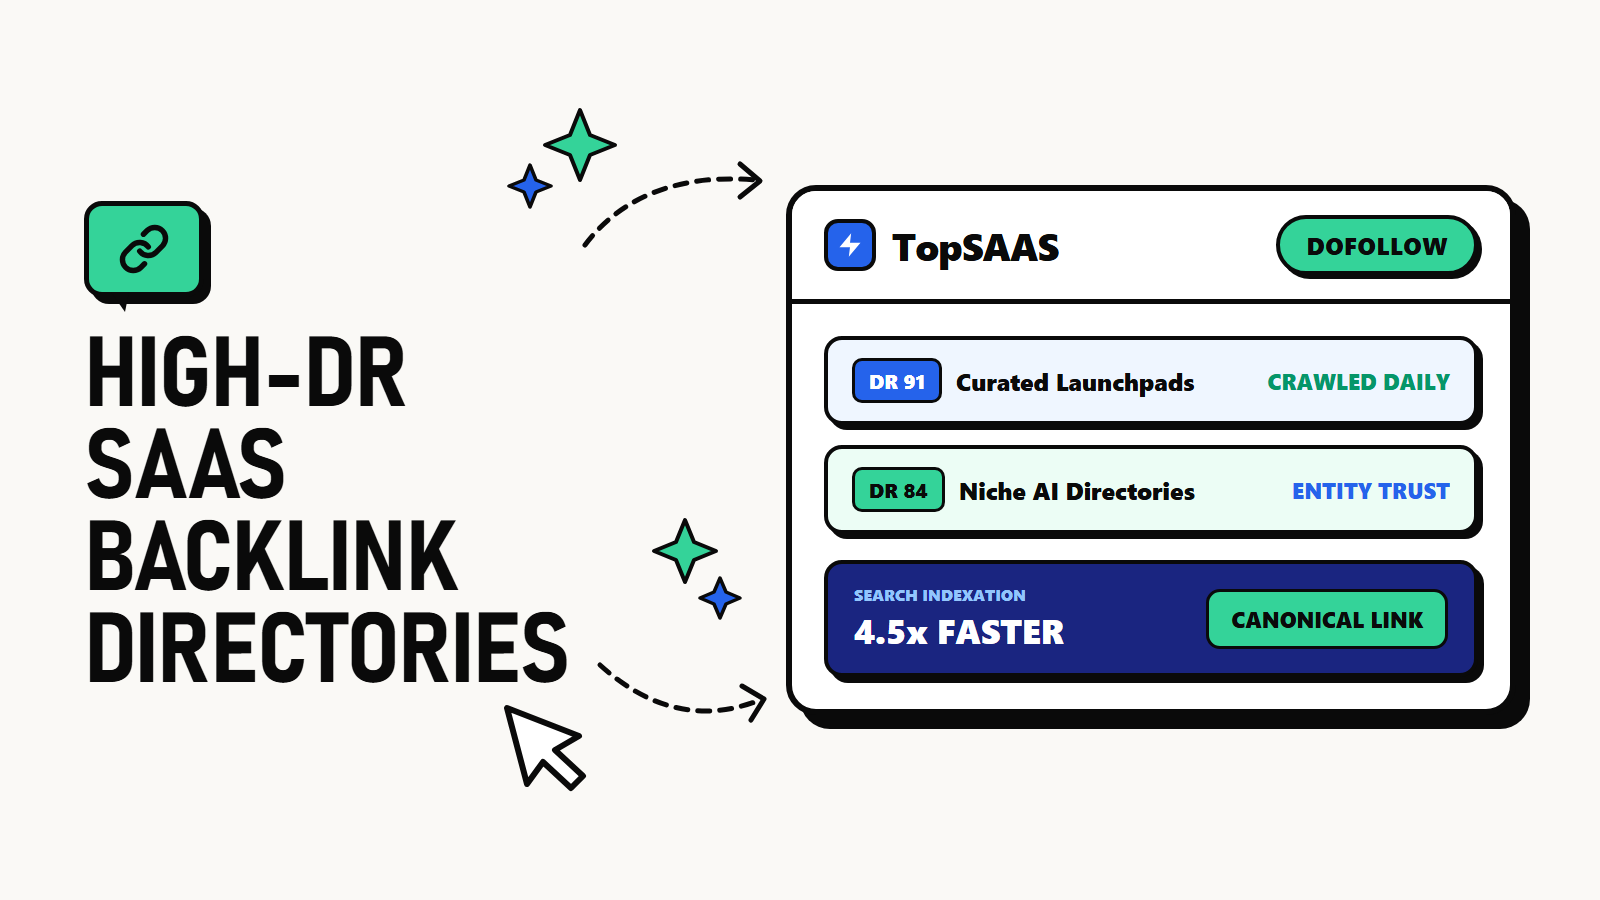 HIGH-DR
SAAS
BACKLINK
DIRECTORIES
TopSAAS
DOFOLLOW
DR 91
Curated Launchpads
CRAWLED DAILY
DR 84
Niche AI Directories
ENTITY TRUST
SEARCH INDEXATION
4.5x FASTER
CANONICAL LINK